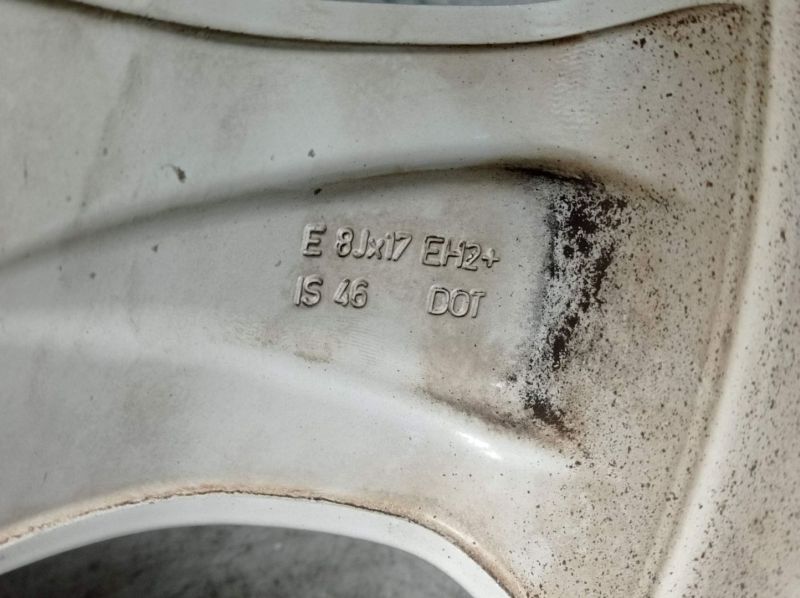 E 8Jx17 EH2+
IS 46 DOT